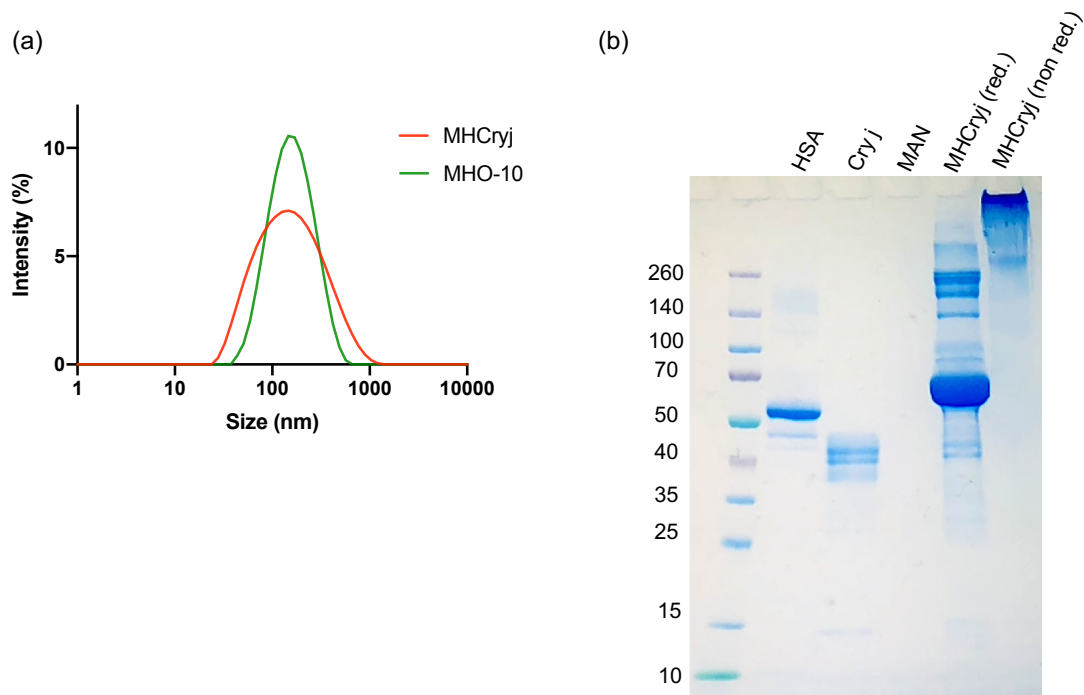 (a)
10
5
0
Intensity (%)
1
10
100
1000
10000
Size (nm)
MHCryj
MHO-10
(b)
HSA
Cry j
MAN
MHCryj (red.)
MHCryj (non red.)
260
140
100
70
50
40
35
25
15
10